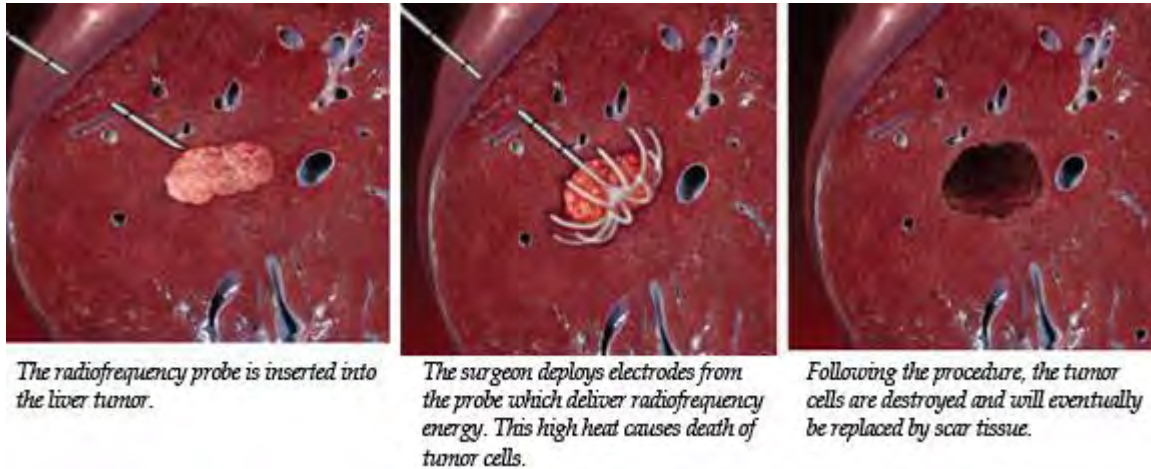 The radiofrequency probe is inserted into
the liver tumor.
The surgeon deploys electrodes from
the probe which deliver radiofrequency
energy. This high heat causes death of
tumor cells.
Following the procedure, the tumor
cells are destroyed and will eventually
be replaced by scar tissue.